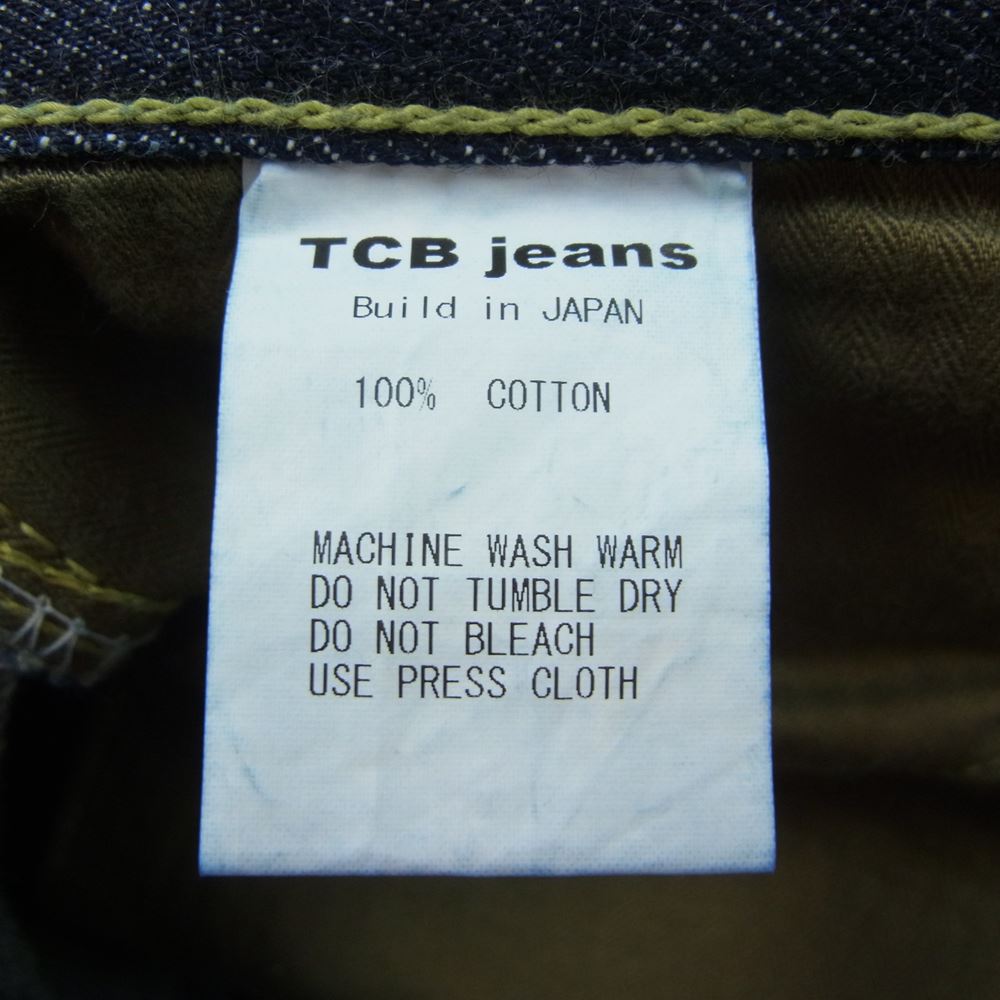 TCB jeans
Build in JAPAN
100% COTTON
MACHINE WASH WARM
DO NOT TUMBLE DRY
DO NOT BLEACH
USE PRESS CLOTH